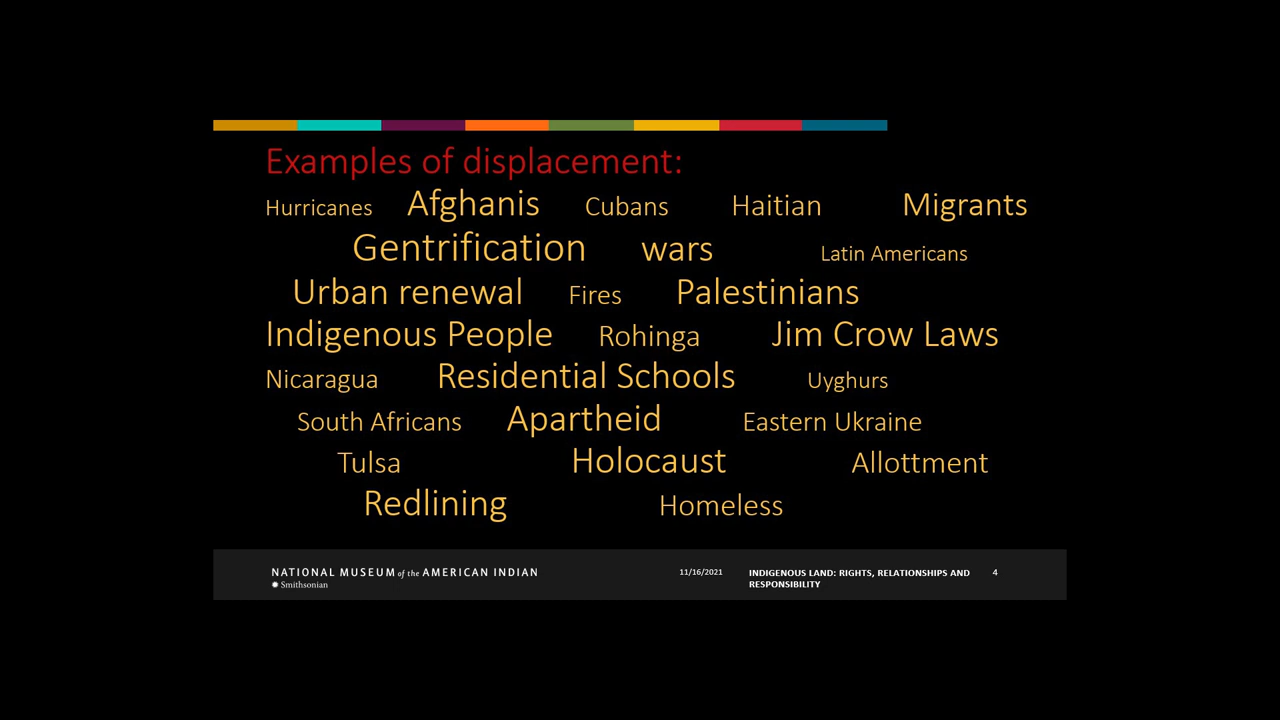 Examples of displacement:
Hurricanes Afghanis Cubans Haitian Migrants
Gentrification wars Latin Americans
Urban renewal Fires Palestinians
Indigenous People Rohinga Jim Crow Laws
Nicaragua Residential Schools Uyghurs
South Africans Apartheid Eastern Ukraine
Tulsa Holocaust Allottment
Redlining Homeless
NATIONAL MUSEUM of the AMERICAN INDIAN
Smithsonian
11/16/2021
INDIGENOUS LAND: RIGHTS, RELATIONSHIPS AND
RESPONSIBILITY
4